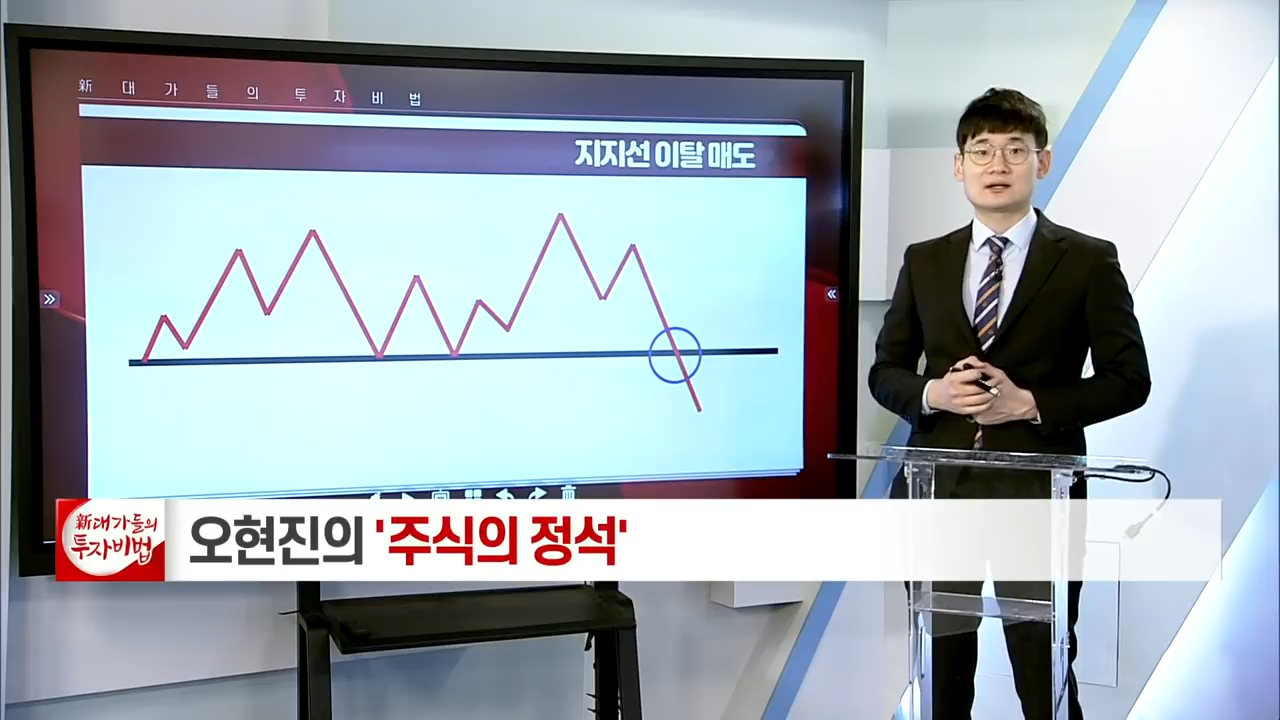 新 대 가 들 의 투 자 비 법
지지선 이탈 매도
新대가들의
투자비법
오현진의 '주식의 정석'